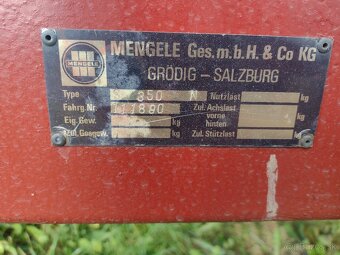 MENGELE
MENGELE Ges.m.b.H. & Co KG
GRÖDIG – SALZBURG
Type 350 N Nutzlast kg
Fahrg.Nr. Zul. Achslast
Eig. Gew. kg vorne kg
hinten kg
Zul. Gesgew. kg Zul. Stützlast kg